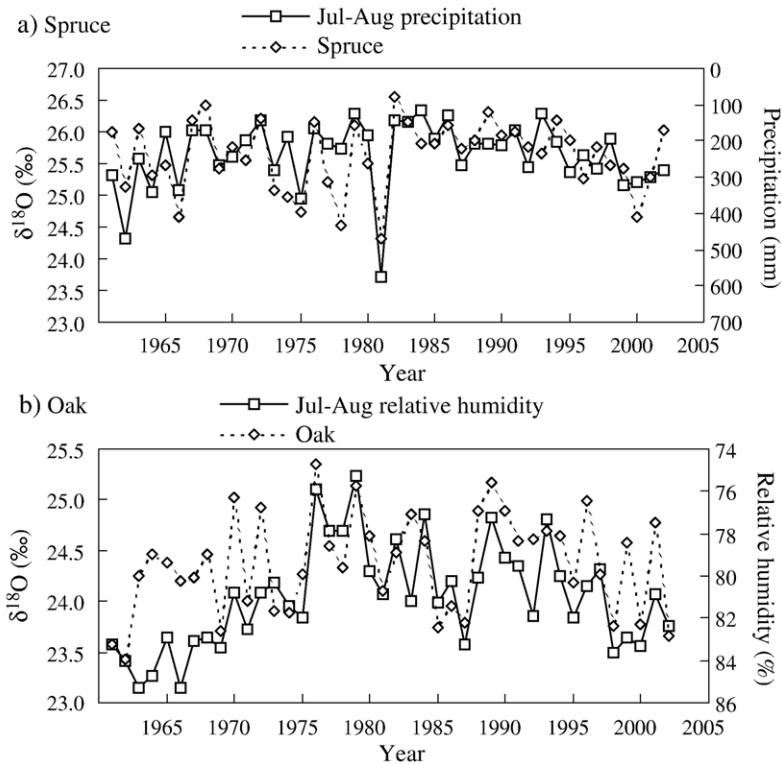 a) Spruce
Jul-Aug precipitation
Spruce
27.0
26.5
26.0
25.5
25.0
24.5
24.0
23.5
23.0
δ¹⁸O (‰)
0
100
200
300
400
500
600
700
Precipitation (mm)
1965 1970 1975 1980 1985 1990 1995 2000 2005
Year
b) Oak
Jul-Aug relative humidity
Oak
25.5
25.0
24.5
24.0
23.5
23.0
δ¹⁸O (‰)
74
76
78
80
82
84
86
Relative humidity (%)
1965 1970 1975 1980 1985 1990 1995 2000 2005
Year